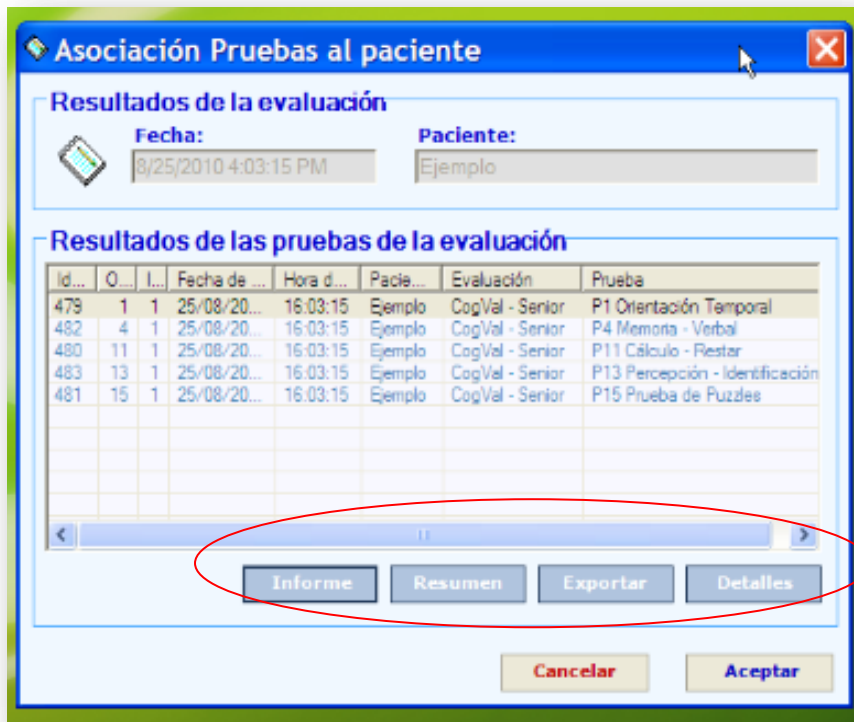 Asociación Pruebas al paciente
Resultados de la evaluación
Fecha: Paciente:
8/25/2010 4:03:15 PM Ejemplo
Resultados de las pruebas de la evaluación
Id... O... I... Fecha de ... Hora d... Pacie... Evaluación Prueba
479 1 1 25/08/20... 16:03:15 Ejemplo CogVal - Senior P1 Orientación Temporal
482 4 1 25/08/20... 16:03:15 Ejemplo CogVal - Senior P4 Memoria - Verbal
480 11 1 25/08/20... 16:03:15 Ejemplo CogVal - Senior P11 Cálculo - Restar
483 13 1 25/08/20... 16:03:15 Ejemplo CogVal - Senior P13 Percepción - Identificación
481 15 1 25/08/20... 16:03:15 Ejemplo CogVal - Senior P15 Prueba de Puzzles
Informe Resumen Exportar Detalles
Cancelar Aceptar